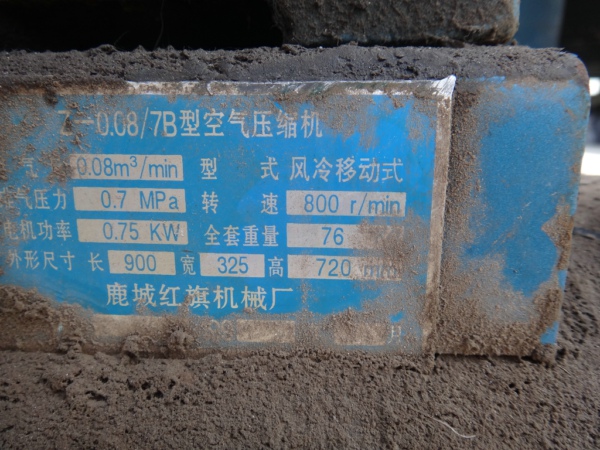 Z-0.08/7B型空气压缩机
气 0.08m³/min 型 式 风冷移动式
气压力 0.7 MPa 转 速 800 r/min
电机功率 0.75 KW 全套重量 76
外形尺寸 长 900 宽 325 高 720
鹿城红旗机械厂